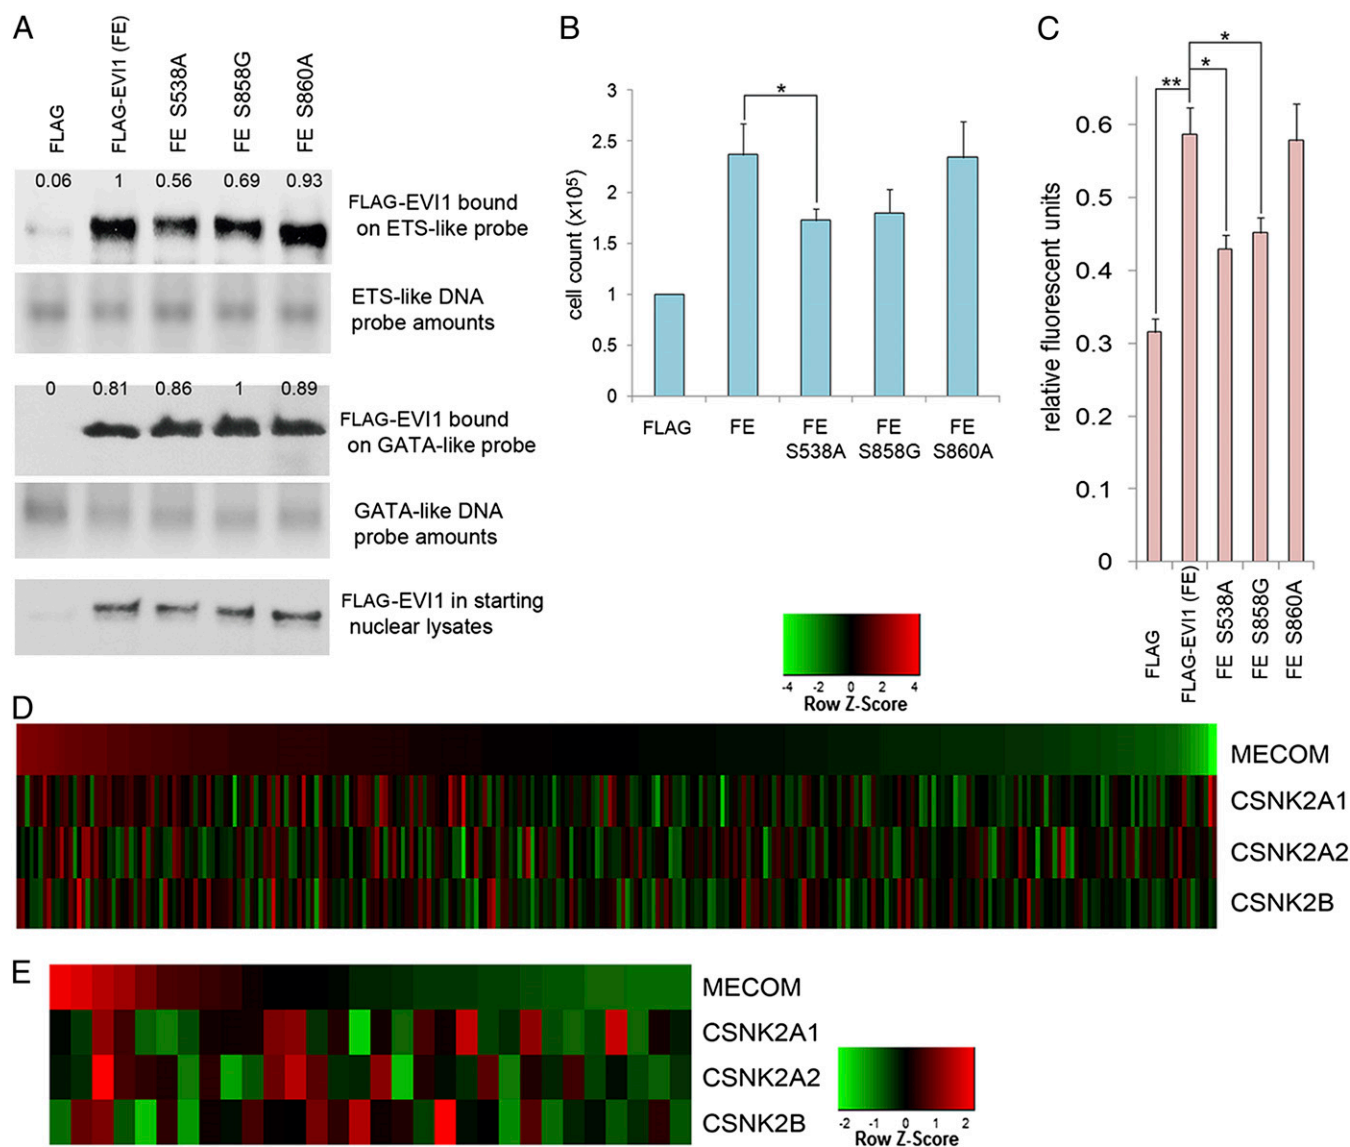 A
FLAG
FLAG-EVI1 (FE)
FE S538A
FE S858G
FE S860A
0.06 1 0.56 0.69 0.93
FLAG-EVI1 bound
on ETS-like probe
ETS-like DNA
probe amounts
0 0.81 0.86 1 0.89
FLAG-EVI1 bound
on GATA-like probe
GATA-like DNA
probe amounts
FLAG-EVI1 in starting
nuclear lysates
B
cell count (x10⁵)
3
2.5
2
1.5
1
0.5
0
*
FLAG FE FE FE FE
S538A S858G S860A
C
relative fluorescent units
0.6
0.5
0.4
0.3
0.2
0.1
0
*
*
**
FLAG
FLAG-EVI1 (FE)
FE S538A
FE S858G
FE S860A
-4 -2 0 2 4
Row Z-Score
D
MECOM
CSNK2A1
CSNK2A2
CSNK2B
E
MECOM
CSNK2A1
CSNK2A2
CSNK2B
-2 -1 0 1 2
Row Z-Score